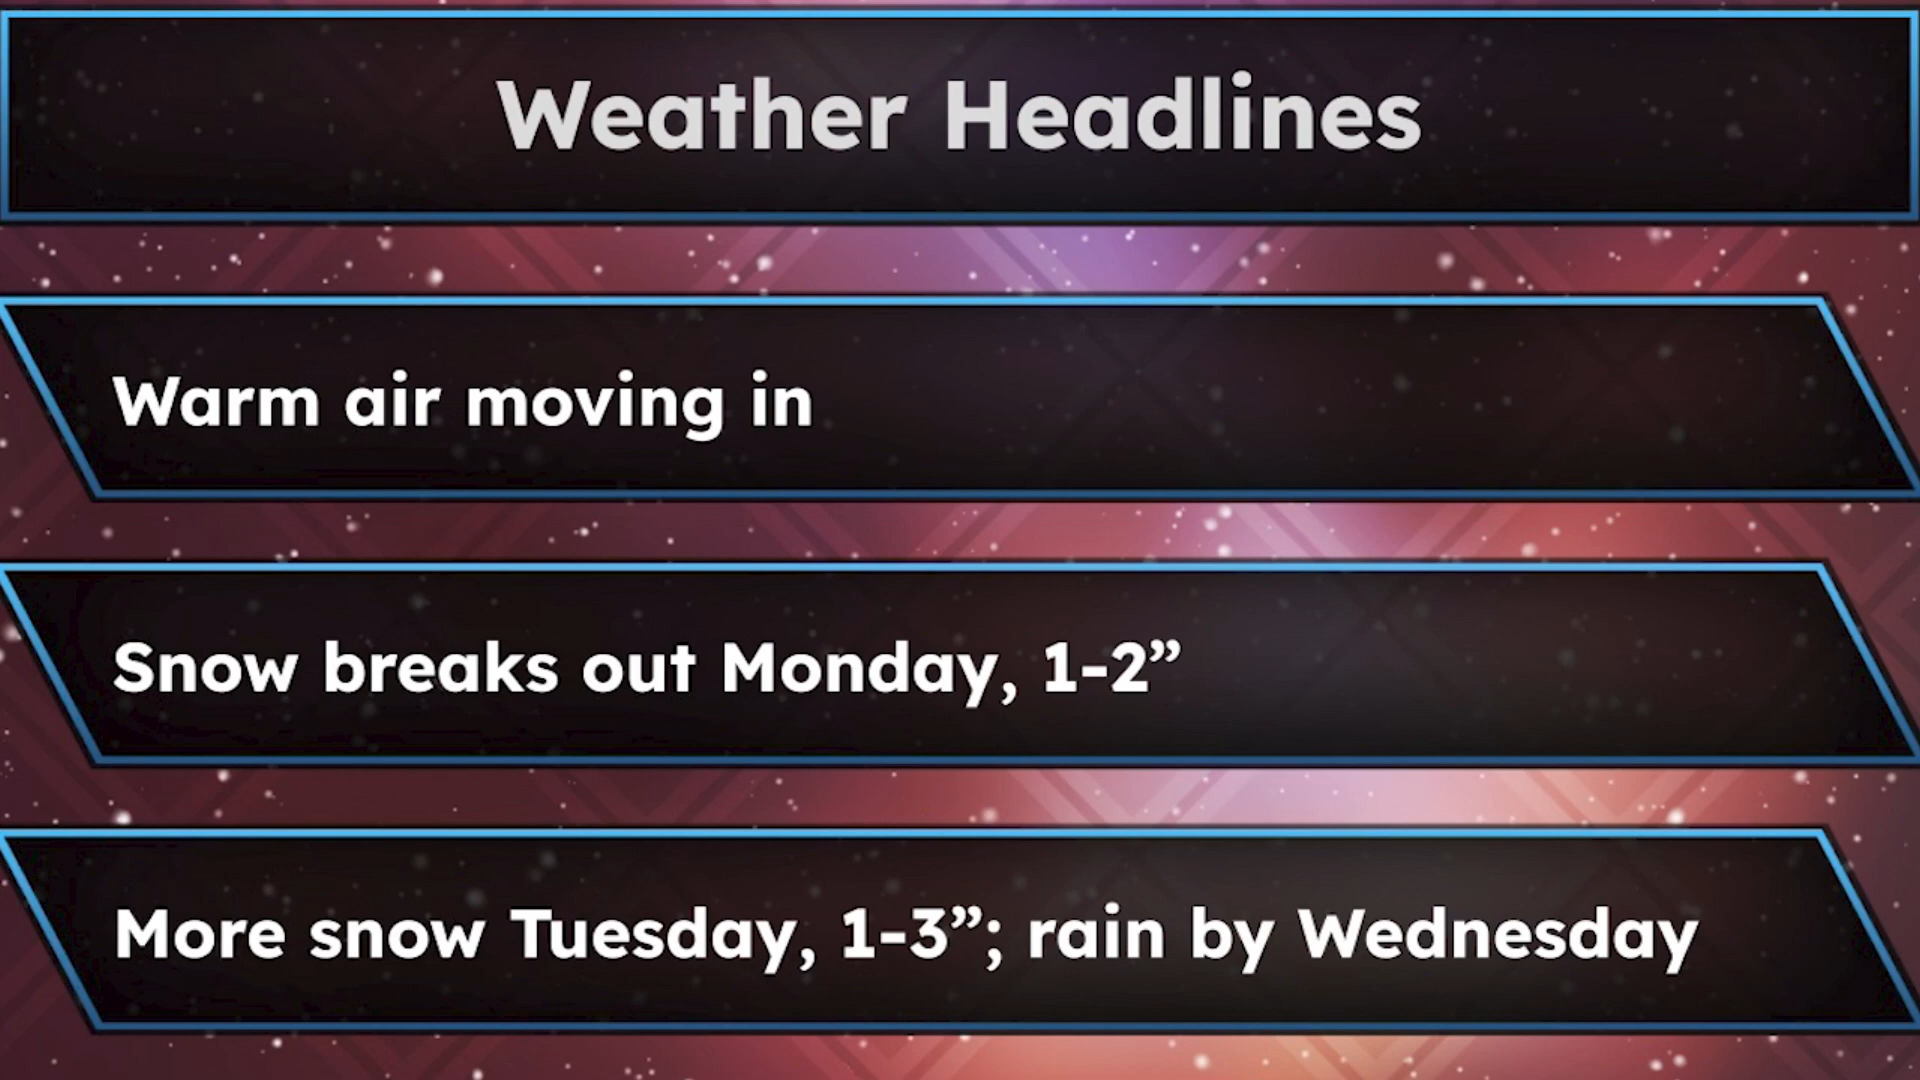 Weather Headlines
Warm air moving in
Snow breaks out Monday, 1-2”
More snow Tuesday, 1-3”; rain by Wednesday